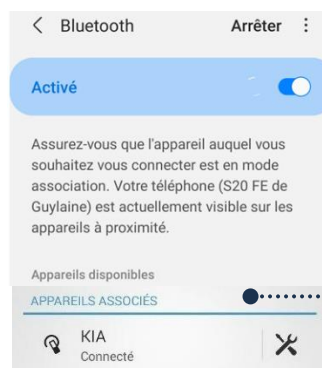 Bluetooth Arrêter
Activé
Assurez-vous que l'appareil auquel vous
souhaitez vous connecter est en mode
association. Votre téléphone (S20 FE de
Guylaine) est actuellement visible sur les
appareils à proximité.
Appareils disponibles
APPAREILS ASSOCIÉS
KIA
Connecté